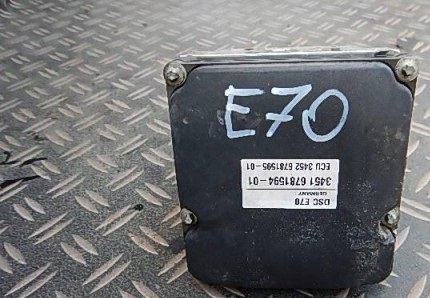 E70
DSC E70
GERMANY
3451 6781594-01
ECU 3452 6781595-01